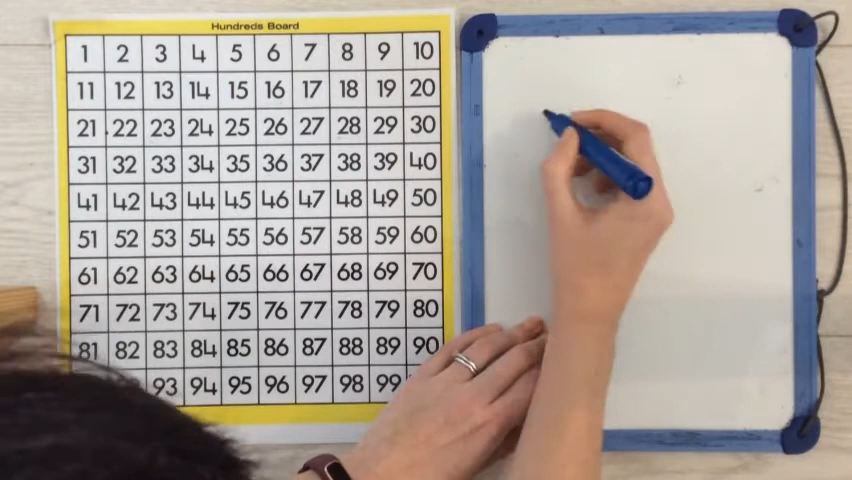 Hundreds Board
1 2 3 4 5 6 7 8 9 10
11 12 13 14 15 16 17 18 19 20
21 22 23 24 25 26 27 28 29 30
31 32 33 34 35 36 37 38 39 40
41 42 43 44 45 46 47 48 49 50
51 52 53 54 55 56 57 58 59 60
61 62 63 64 65 66 67 68 69 70
71 72 73 74 75 76 77 78 79 80
81 82 83 84 85 86 87 88 89 90
93 94 95 96 97 98 99